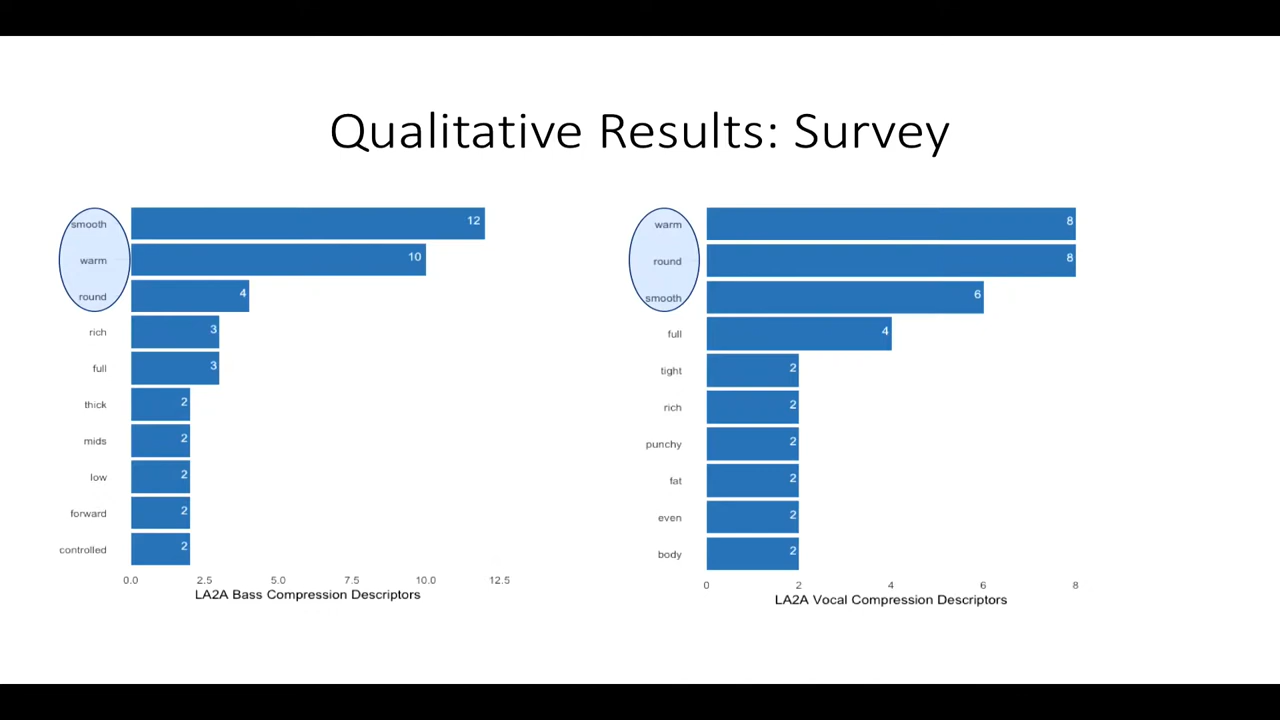 Qualitative Results: Survey
smooth 12
warm 10
round 4
rich 3
full 3
thick 2
mids 2
low 2
forward 2
controlled 2
0.0 2.5 5.0 7.5 10.0 12.5
LA2A Bass Compression Descriptors
warm 8
round 8
smooth 6
full 4
tight 2
rich 2
punchy 2
fat 2
even 2
body 2
0 2 4 6 8
LA2A Vocal Compression Descriptors